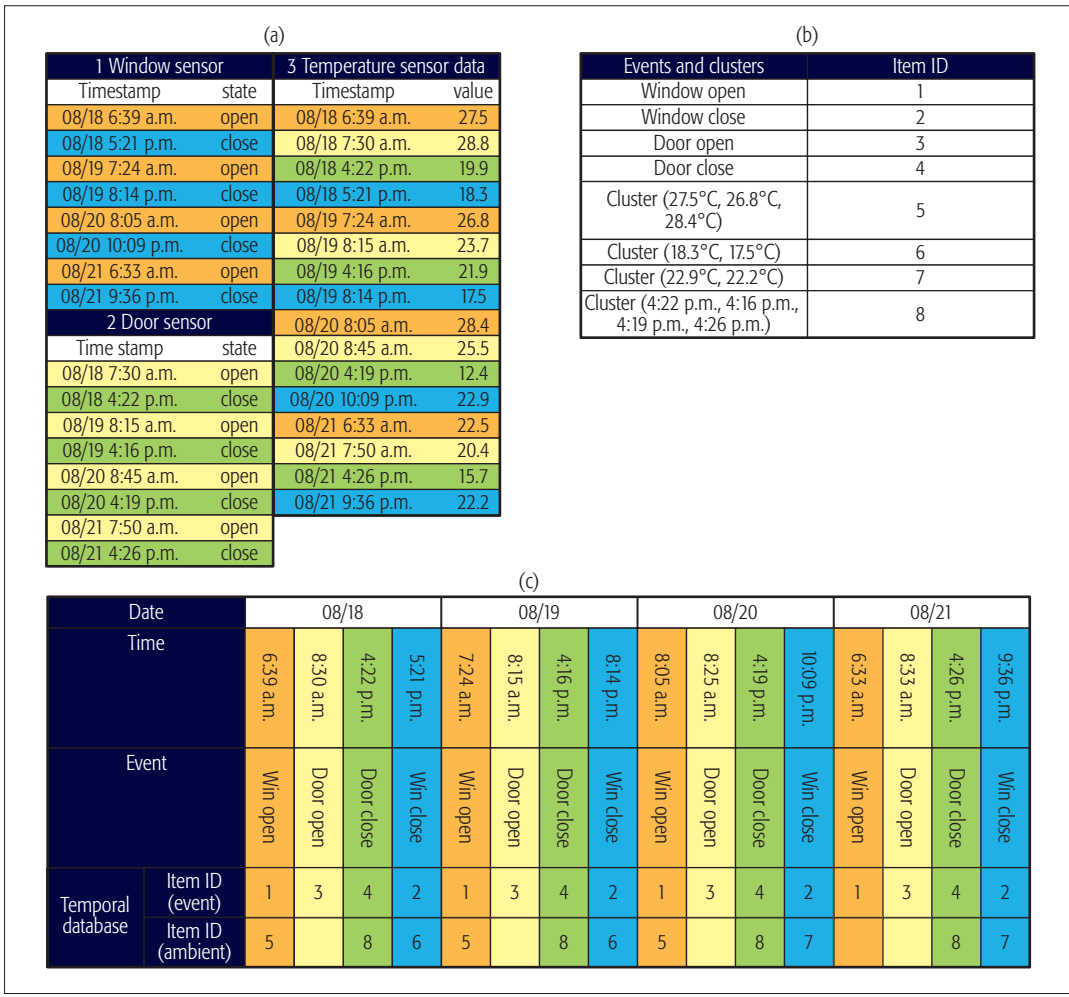 (a)
1 Window sensor
Timestamp state
08/18 6:39 a.m. open
08/18 5:21 p.m. close
08/19 7:24 a.m. open
08/19 8:14 p.m. close
08/20 8:05 a.m. open
08/20 10:09 p.m. close
08/21 6:33 a.m. open
08/21 9:36 p.m. close
2 Door sensor
Time stamp state
08/18 7:30 a.m. open
08/18 4:22 p.m. close
08/19 8:15 a.m. open
08/19 4:16 p.m. close
08/20 8:45 a.m. open
08/20 4:19 p.m. close
08/21 7:50 a.m. open
08/21 4:26 p.m. close
3 Temperature sensor data
Timestamp value
08/18 6:39 a.m. 27.5
08/18 7:30 a.m. 28.8
08/18 4:22 p.m. 19.9
08/18 5:21 p.m. 18.3
08/19 7:24 a.m. 26.8
08/19 8:15 a.m. 23.7
08/19 4:16 p.m. 21.9
08/19 8:14 p.m. 17.5
08/20 8:05 a.m. 28.4
08/20 8:45 a.m. 25.5
08/20 4:19 p.m. 12.4
08/20 10:09 p.m. 22.9
08/21 6:33 a.m. 22.5
08/21 7:50 a.m. 20.4
08/21 4:26 p.m. 15.7
08/21 9:36 p.m. 22.2
(b)
Events and clusters Item ID
Window open 1
Window close 2
Door open 3
Door close 4
Cluster (27.5°C, 26.8°C,
28.4°C) 5
Cluster (18.3°C, 17.5°C) 6
Cluster (22.9°C, 22.2°C) 7
Cluster (4:22 p.m., 4:16 p.m.,
4:19 p.m., 4:26 p.m.) 8
(c)
Date 08/18 08/19 08/20 08/21
Time 6:39 a.m. 8:30 a.m. 4:22 p.m. 5:21 p.m. 7:24 a.m. 8:15 a.m. 4:16 p.m. 8:14 p.m. 8:05 a.m. 8:25 a.m. 4:19 p.m. 10:09 p.m. 6:33 a.m. 8:33 a.m. 4:26 p.m. 9:36 p.m.
Event Win open Door open Door close Win close Win open Door open Door close Win close Win open Door open Door close Win close Win open Door open Door close Win close
Temporal
database
Item ID
(event) 1 3 4 2 1 3 4 2 1 3 4 2 1 3 4 2
Item ID
(ambient) 5 8 6 5 8 6 5 8 7 8 7